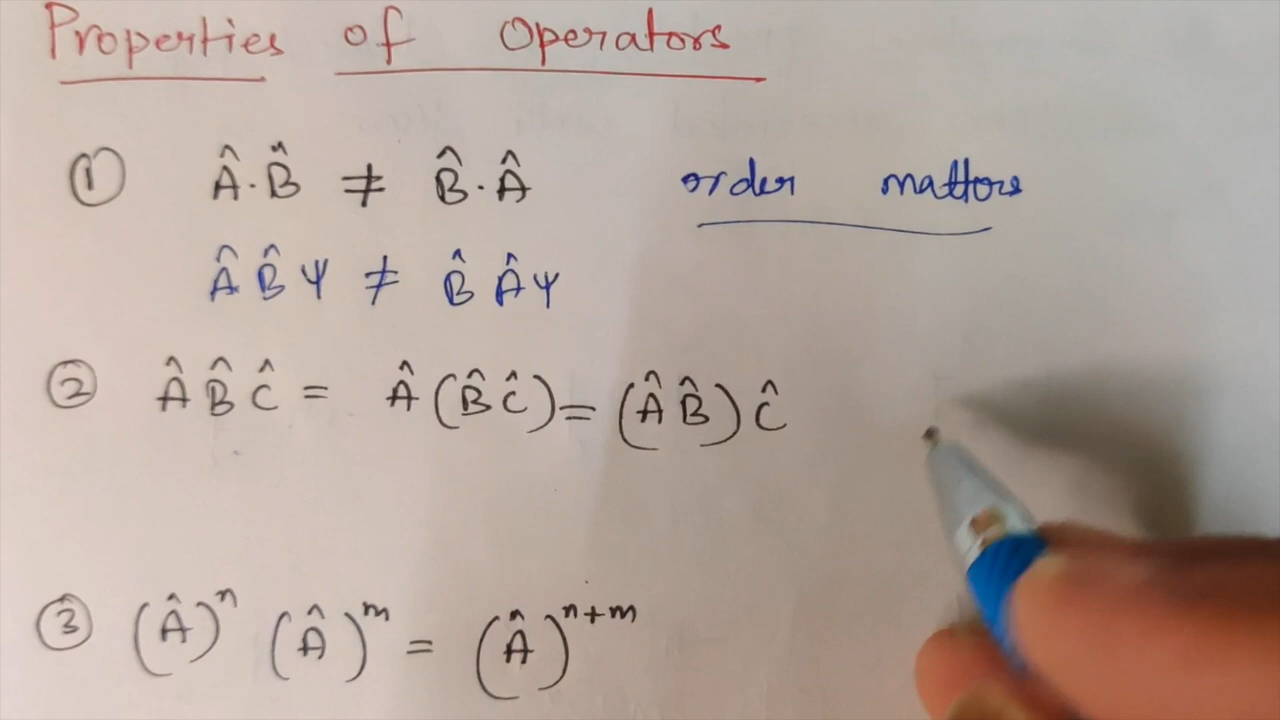 Properties of Operators
① Â·B̂ ≠ B̂·Â order matters
ÂB̂ψ ≠ B̂Âψ
② ÂB̂Ĉ = Â(B̂Ĉ) = (ÂB̂)Ĉ
③ (Â)ⁿ (Â)ᵐ = (Â)ⁿ⁺ᵐ